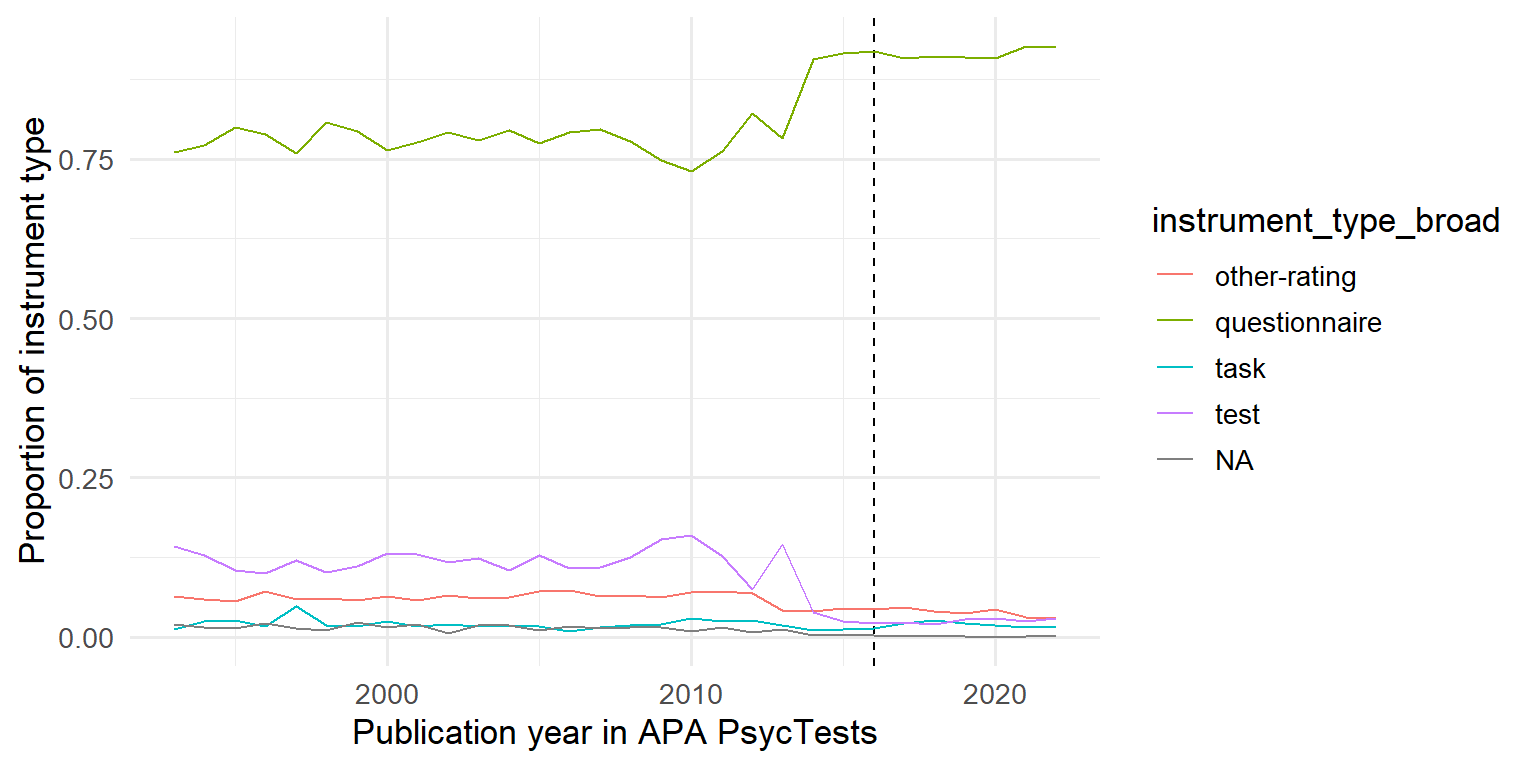 Proportion of instrument type
0.75
0.50
0.25
0.00
2000
2010
2020
Publication year in APA PsycTests
instrument_type_broad
other-rating
questionnaire
task
test
NA